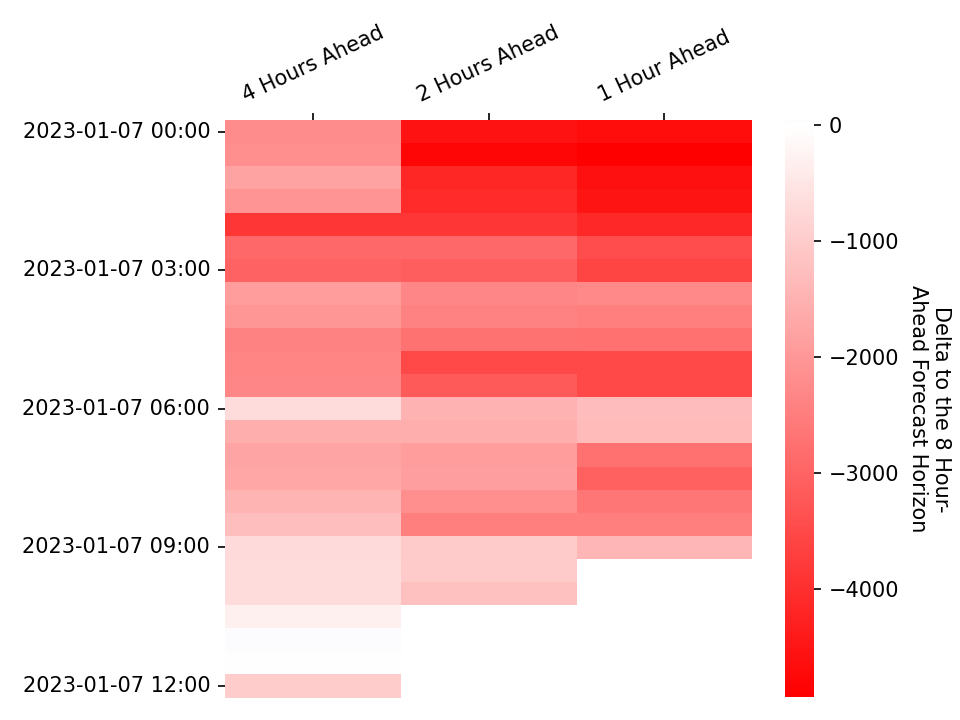 4 Hours Ahead
2 Hours Ahead
1 Hour Ahead
2023-01-07 00:00
2023-01-07 03:00
2023-01-07 06:00
2023-01-07 09:00
2023-01-07 12:00
0
−1000
−2000
−3000
−4000
Delta to the 8 Hour-
Ahead Forecast Horizon